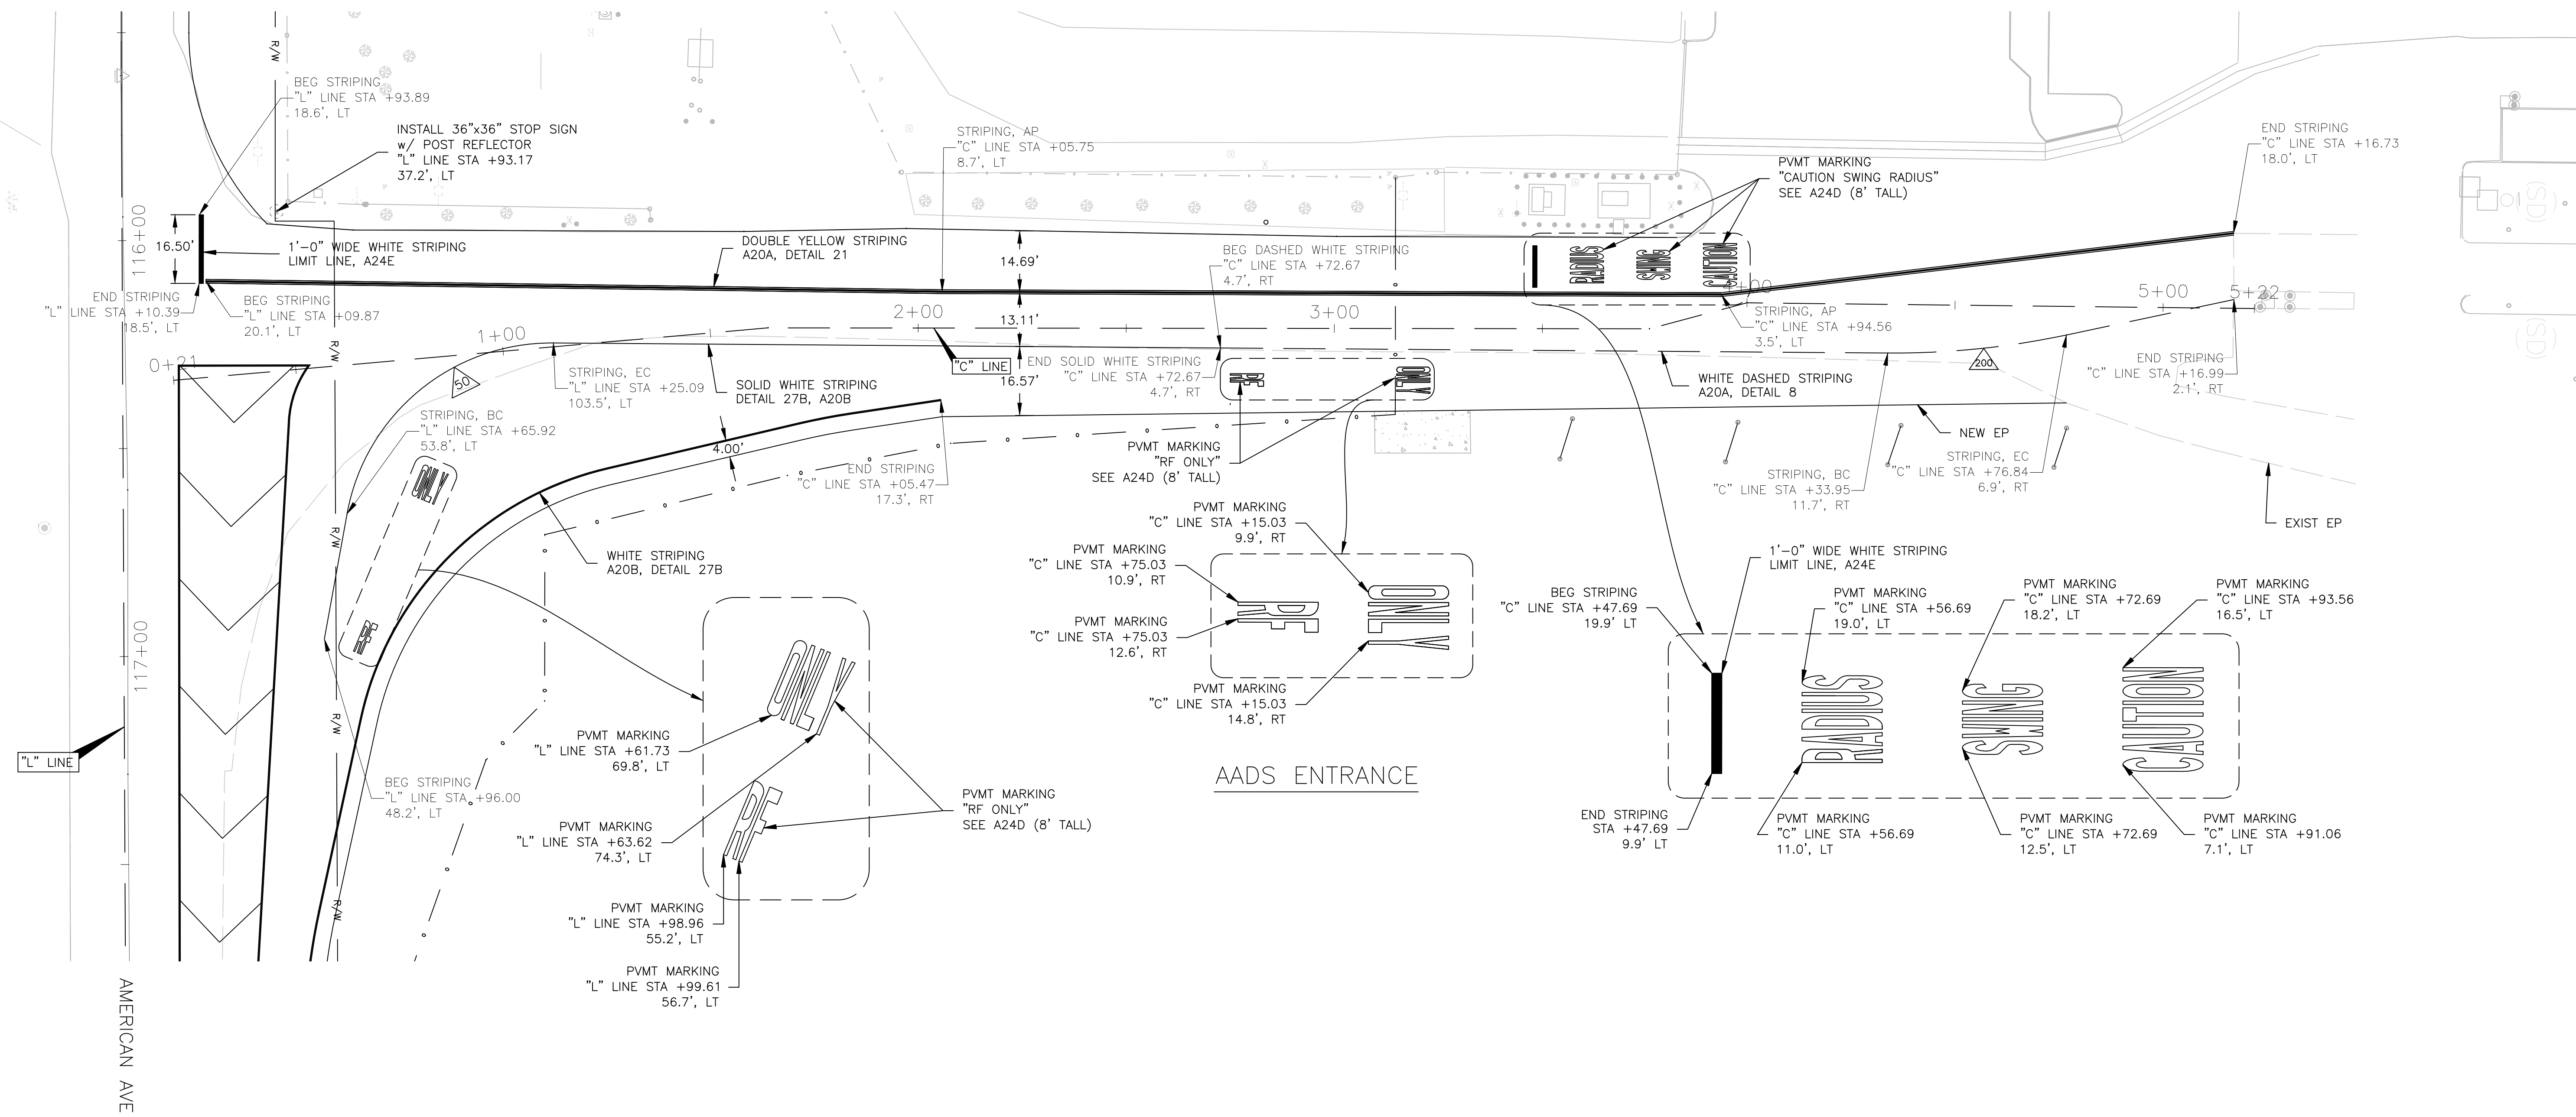 BEG STRIPING
"L" LINE STA +93.89
18.6', LT
R/W
INSTALL 36"x36" STOP SIGN
w/ POST REFLECTOR
"L" LINE STA +93.17
37.2', LT
STRIPING, AP
"C" LINE STA +05.75
8.7', LT
PVMT MARKING
"CAUTION SWING RADIUS"
SEE A24D (8' TALL)
END STRIPING
"C" LINE STA +16.73
18.0', LT
116+00
16.50'
1'-0" WIDE WHITE STRIPING
LIMIT LINE, A24E
DOUBLE YELLOW STRIPING
A20A, DETAIL 21
14.69'
BEG DASHED WHITE STRIPING
"C" LINE STA +72.67
4.7', RT
RADIUS
SWING
CAUTION
(SD)
(SD)
END STRIPING
"L" LINE STA +10.39
18.5', LT
BEG STRIPING
"L" LINE STA +09.87
20.1', LT
R/W
0+21
1+00
2+00
3+00
4+00
5+00
5+22
13.11'
"C" LINE
STRIPING, AP
"C" LINE STA +94.56
3.5', LT
50
STRIPING, EC
"L" LINE STA +25.09
103.5', LT
SOLID WHITE STRIPING
DETAIL 27B, A20B
END SOLID WHITE STRIPING
"C" LINE STA +72.67
4.7', RT
16.57'
RF
ONLY
WHITE DASHED STRIPING
A20A, DETAIL 8
200
END STRIPING
"C" LINE STA +16.99
2.1', RT
STRIPING, BC
"L" LINE STA +65.92
53.8', LT
4.00'
END STRIPING
"C" LINE STA +05.47
17.3', RT
PVMT MARKING
"RF ONLY"
SEE A24D (8' TALL)
NEW EP
STRIPING, BC
"C" LINE STA +33.95
11.7', RT
STRIPING, EC
"C" LINE STA +76.84
6.9', RT
EXIST EP
ONLY
R/W
RF
WHITE STRIPING
A20B, DETAIL 27B
PVMT MARKING
"C" LINE STA +15.03
9.9', RT
PVMT MARKING
"C" LINE STA +75.03
10.9', RT
PVMT MARKING
"C" LINE STA +75.03
12.6', RT
RF
ONLY
PVMT MARKING
"C" LINE STA +15.03
14.8', RT
AADS ENTRANCE
BEG STRIPING
"C" LINE STA +47.69
19.9' LT
1'-0" WIDE WHITE STRIPING
LIMIT LINE, A24E
PVMT MARKING
"C" LINE STA +56.69
19.0', LT
PVMT MARKING
"C" LINE STA +72.69
18.2', LT
PVMT MARKING
"C" LINE STA +93.56
16.5', LT
RADIUS
SWING
CAUTION
END STRIPING
STA +47.69
9.9' LT
PVMT MARKING
"C" LINE STA +56.69
11.0', LT
PVMT MARKING
"C" LINE STA +72.69
12.5', LT
PVMT MARKING
"C" LINE STA +91.06
7.1', LT
117+00
R/W
"L" LINE
BEG STRIPING
"L" LINE STA +96.00
48.2', LT
R/W
ONLY
RF
PVMT MARKING
"L" LINE STA +61.73
69.8', LT
PVMT MARKING
"L" LINE STA +63.62
74.3', LT
PVMT MARKING
"RF ONLY"
SEE A24D (8' TALL)
PVMT MARKING
"L" LINE STA +98.96
55.2', LT
PVMT MARKING
"L" LINE STA +99.61
56.7', LT
AMERICAN AVE